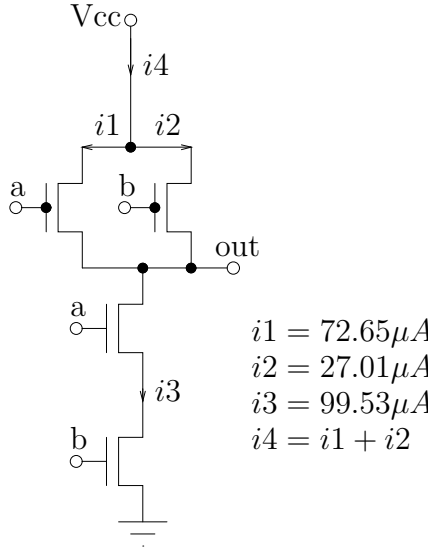 Vcc
i4
i1 i2
a b
out
a
i3
b
i1 = 72.65μA
i2 = 27.01μA
i3 = 99.53μA
i4 = i1 + i2